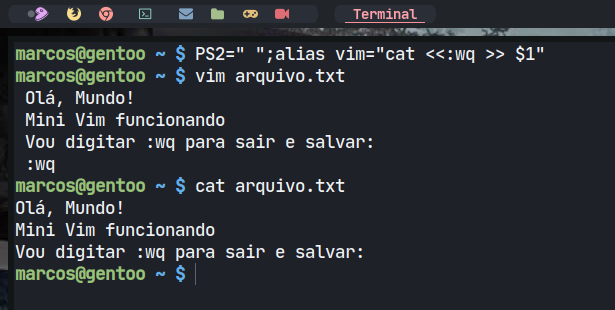 Terminal
marcos@gentoo ~ $ PS2=" ";alias vim="cat <<:wq >> $1"
marcos@gentoo ~ $ vim arquivo.txt
Olá, Mundo!
Mini Vim funcionando
Vou digitar :wq para sair e salvar:
:wq
marcos@gentoo ~ $ cat arquivo.txt
Olá, Mundo!
Mini Vim funcionando
Vou digitar :wq para sair e salvar:
marcos@gentoo ~ $